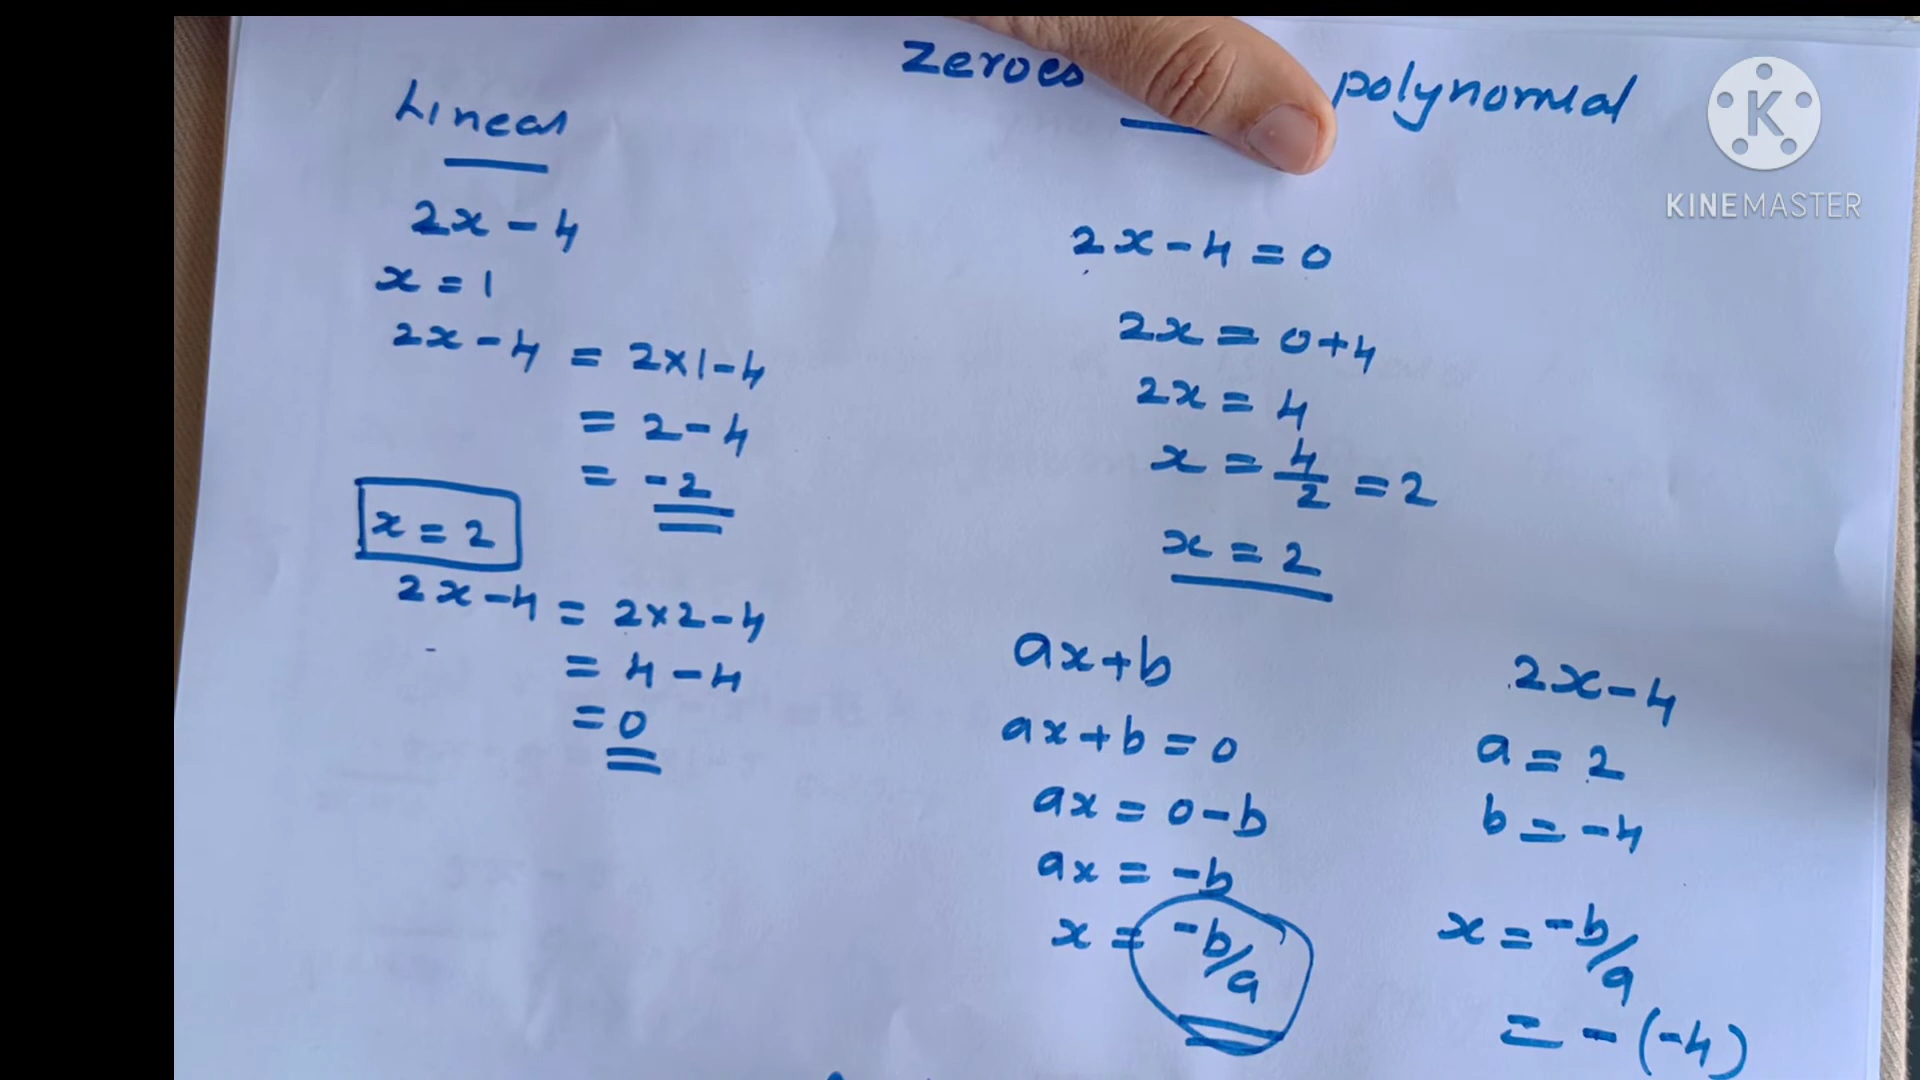 Zeroes polynomial
Linear
2x - 4
x = 1
2x - 4 = 2×1-4
= 2-4
= -2
x = 2
2x-4 = 2×2-4
= 4-4
= 0
2x-4=0
2x = 0+4
2x = 4
x = 4/2 = 2
x = 2
ax+b
ax+b=0
ax = 0-b
ax = -b
x = -b/a
2x-4
a = 2
b = -4
x = -b/a
= -(-4)
K
KINEMASTER